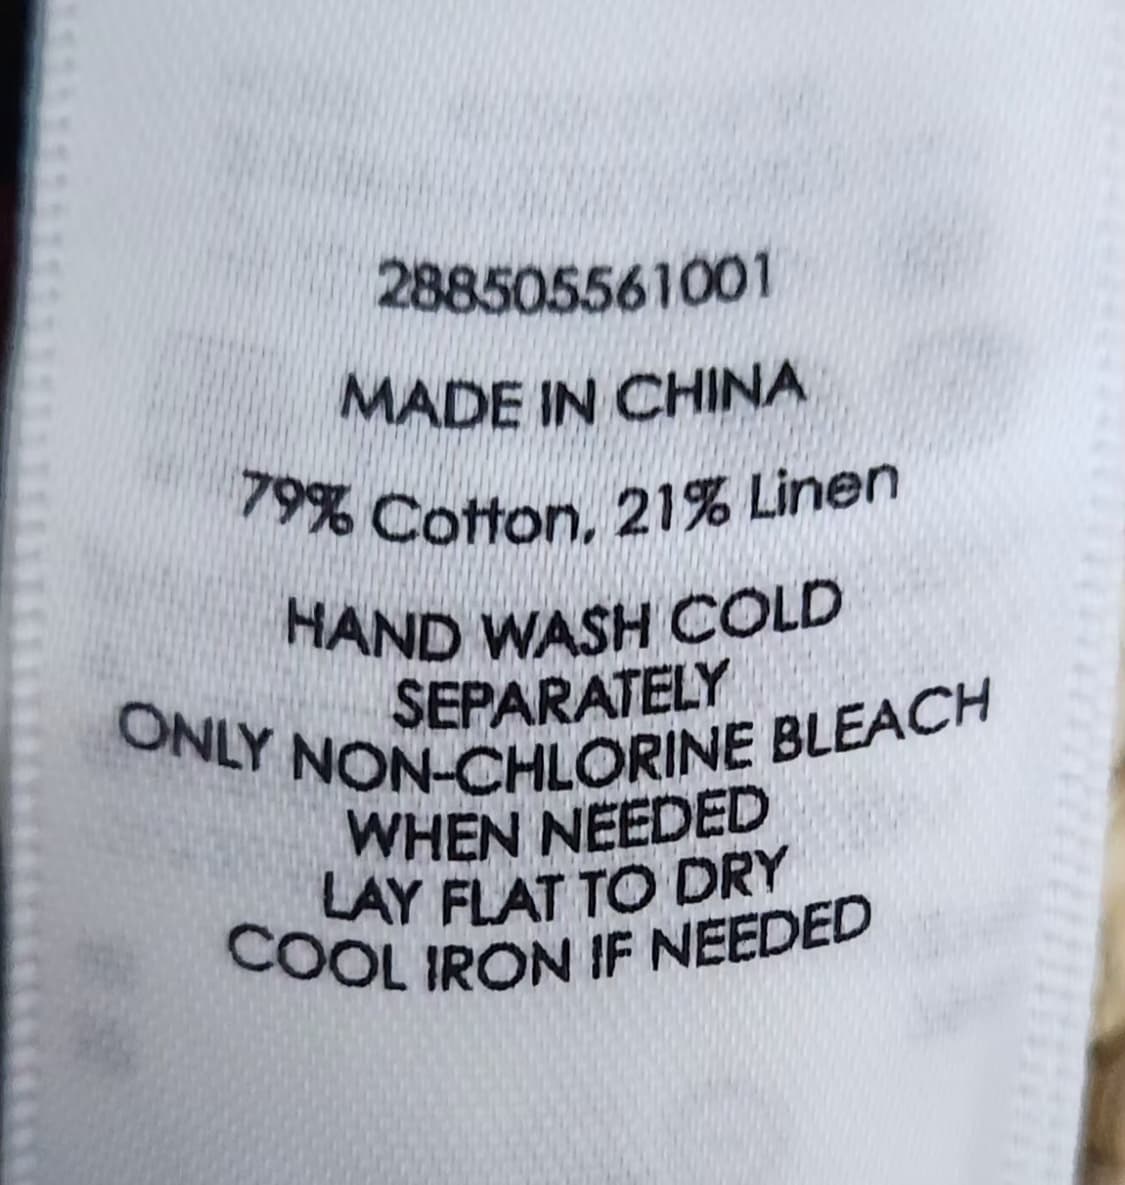 288505561001
MADE IN CHINA
79% Cotton, 21% Linen
HAND WASH COLD
SEPARATELY
ONLY NON-CHLORINE BLEACH
WHEN NEEDED
LAY FLAT TO DRY
COOL IRON IF NEEDED